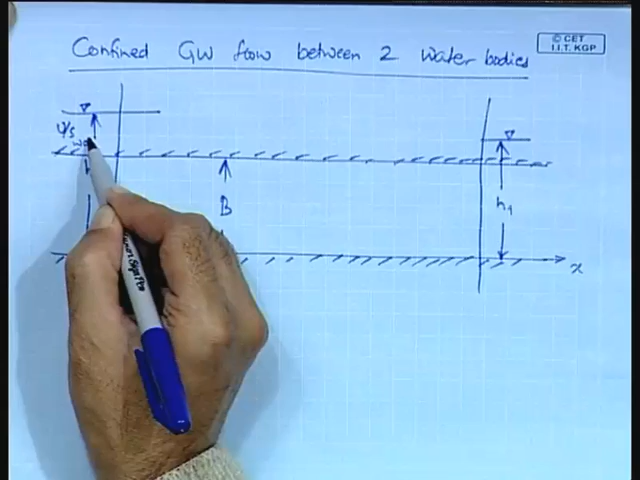 Confined GW flow between 2 water bodies
© CET
I.I.T. KGP
U/S
B
h1
x